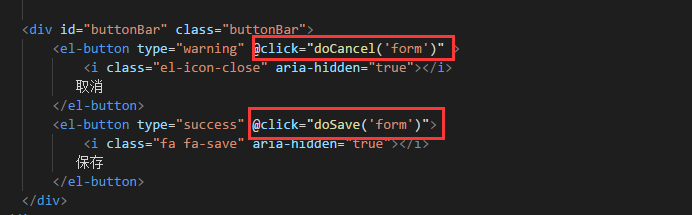 <div id="buttonBar" class="buttonBar">
<el-button type="warning" @click="doCancel('form')" >
<i class="el-icon-close" aria-hidden="true"></i>
取消
</el-button>
<el-button type="success" @click="doSave('form')">
<i class="fa fa-save" aria-hidden="true"></i>
保存
</el-button>
</div>